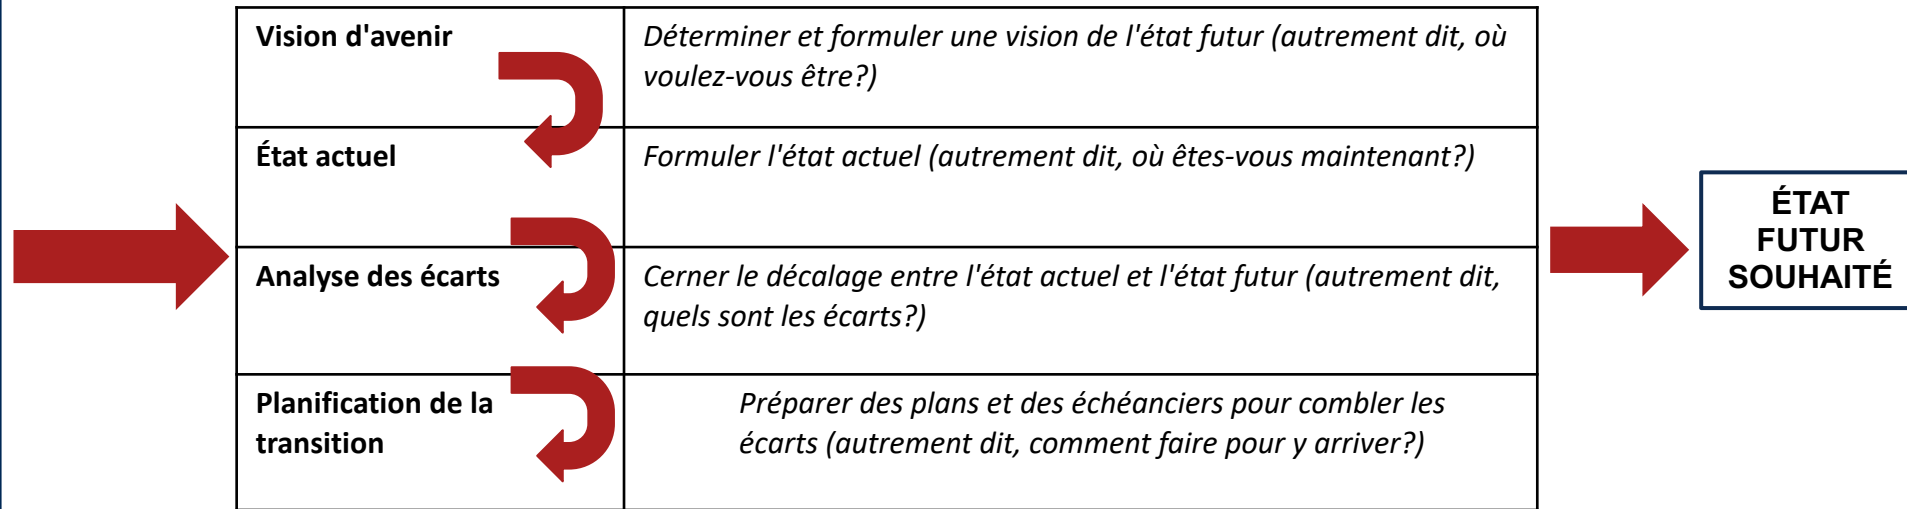 Vision d'avenir
Déterminer et formuler une vision de l'état futur (autrement dit, où
voulez-vous être?)
État actuel
Formuler l'état actuel (autrement dit, où êtes-vous maintenant?)
Analyse des écarts
Cerner le décalage entre l'état actuel et l'état futur (autrement dit,
quels sont les écarts?)
Planification de la
transition
Préparer des plans et des échéanciers pour combler les
écarts (autrement dit, comment faire pour y arriver?)
ÉTAT
FUTUR
SOUHAITÉ